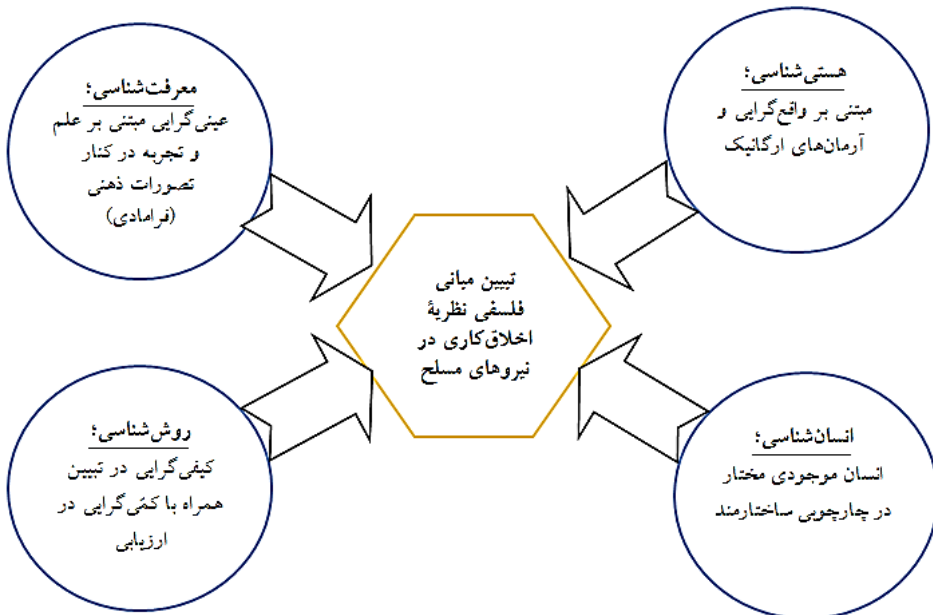 هستی‌شناسی؛
مبتنی بر واقع‌گرایی و
آرمان‌های ارگانیک
معرفت‌شناسی؛
عینی‌گرایی مبتنی بر علم
و تجربه در کنار
تصورات ذهنی
(فرامادی)
تبیین مبانی
فلسفی نظریۀ
اخلاق‌کاری در
نیروهای مسلح
انسان‌شناسی؛
انسان موجودی مختار
در چارچوبی ساختارمند
روش‌شناسی؛
کیفی‌گرایی در تبیین
همراه با کمّی‌گرایی در
ارزیابی